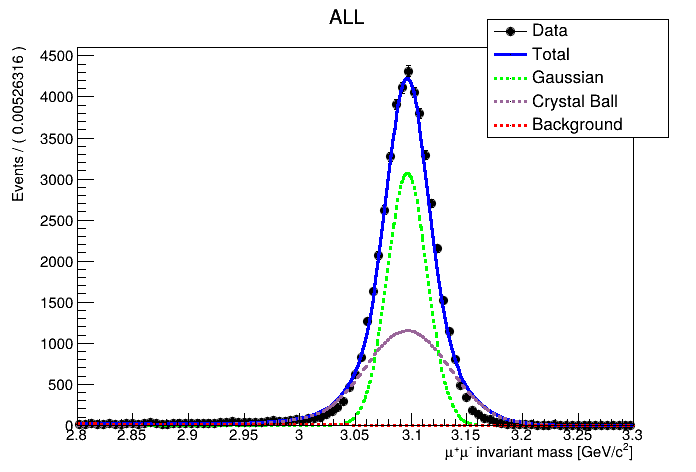 ALL
Data
Total
Gaussian
Crystal Ball
Background
Events / ( 0.00526316 )
4500
4000
3500
3000
2500
2000
1500
1000
500
0
2.8 2.85 2.9 2.95 3 3.05 3.1 3.15 3.2 3.25 3.3
μ⁺μ⁻ invariant mass [GeV/c²]